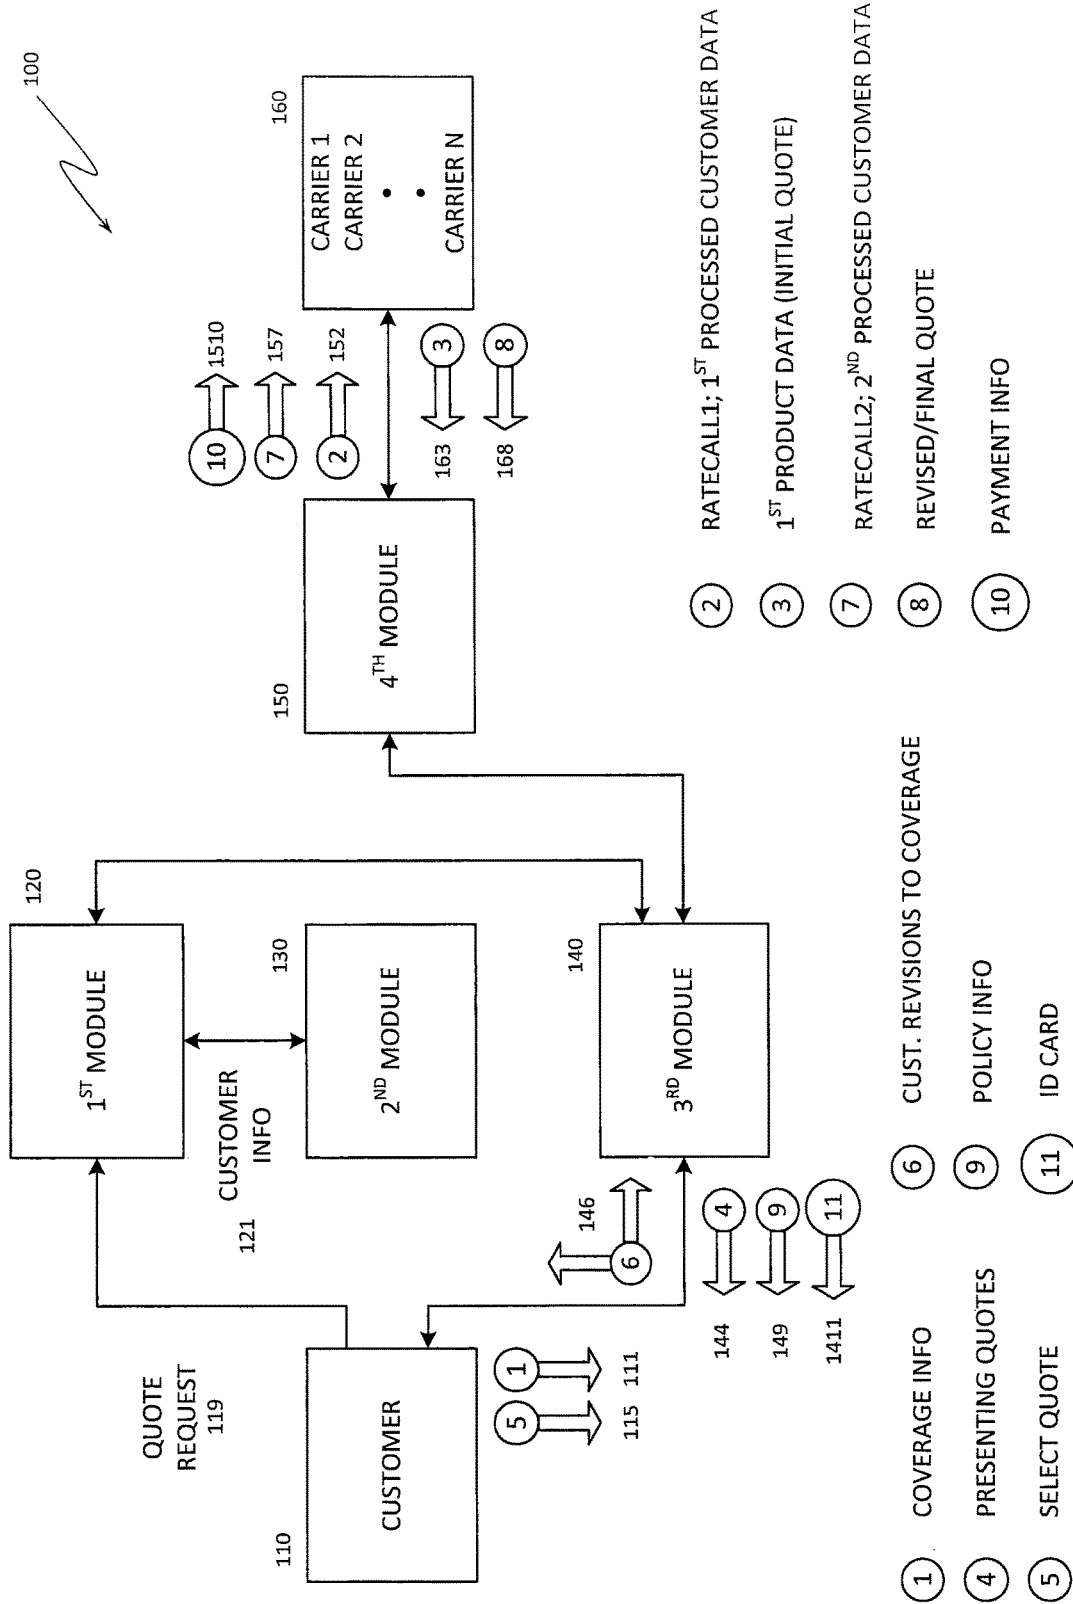 100
120
1ST MODULE
QUOTE
REQUEST
119
CUSTOMER
INFO
121
130
2ND MODULE
110
CUSTOMER
1
111
5
115
6
146
140
3RD MODULE
4
144
9
149
11
1411
150
4TH MODULE
10
1510
7
157
2
152
3
163
8
168
160
CARRIER 1
CARRIER 2
CARRIER N
1 COVERAGE INFO
4 PRESENTING QUOTES
5 SELECT QUOTE
6 CUST. REVISIONS TO COVERAGE
9 POLICY INFO
11 ID CARD
2 RATECALL1; 1ST PROCESSED CUSTOMER DATA
3 1ST PRODUCT DATA (INITIAL QUOTE)
7 RATECALL2; 2ND PROCESSED CUSTOMER DATA
8 REVISED/FINAL QUOTE
10 PAYMENT INFO